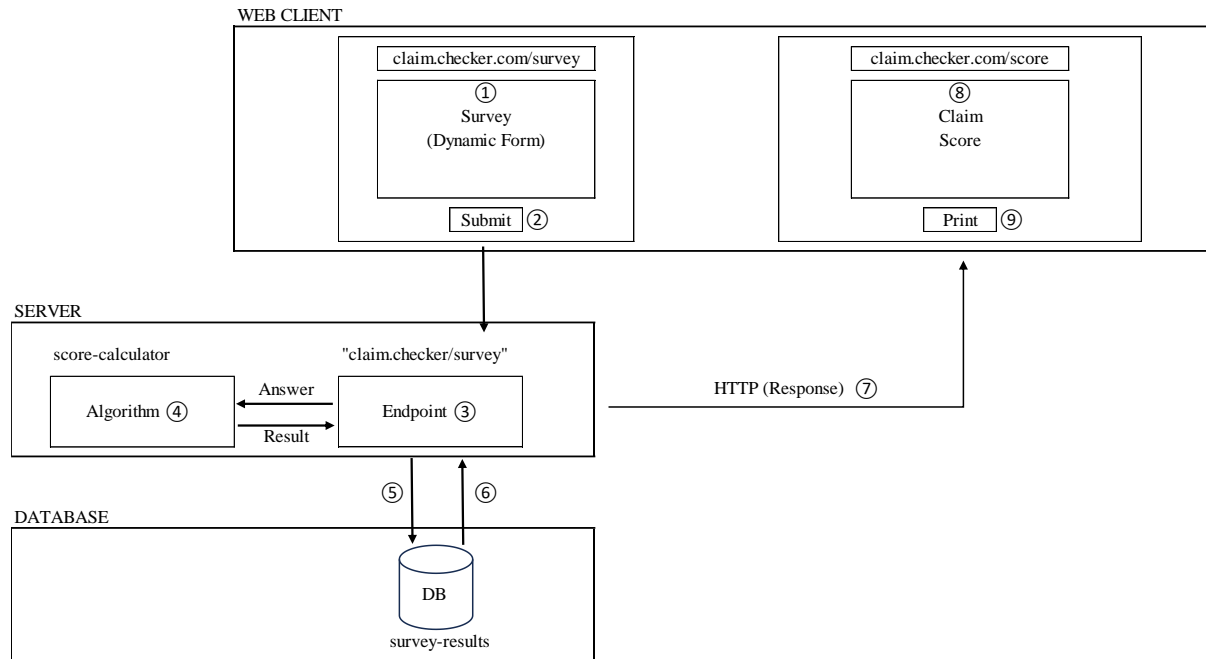 WEB CLIENT
claim.checker.com/survey
①
Survey
(Dynamic Form)
Submit ②
claim.checker.com/score
⑧
Claim
Score
Print ⑨
SERVER
score-calculator
"claim.checker/survey"
Algorithm ④
Answer
Result
Endpoint ③
HTTP (Response) ⑦
⑤
⑥
DATABASE
DB
survey-results